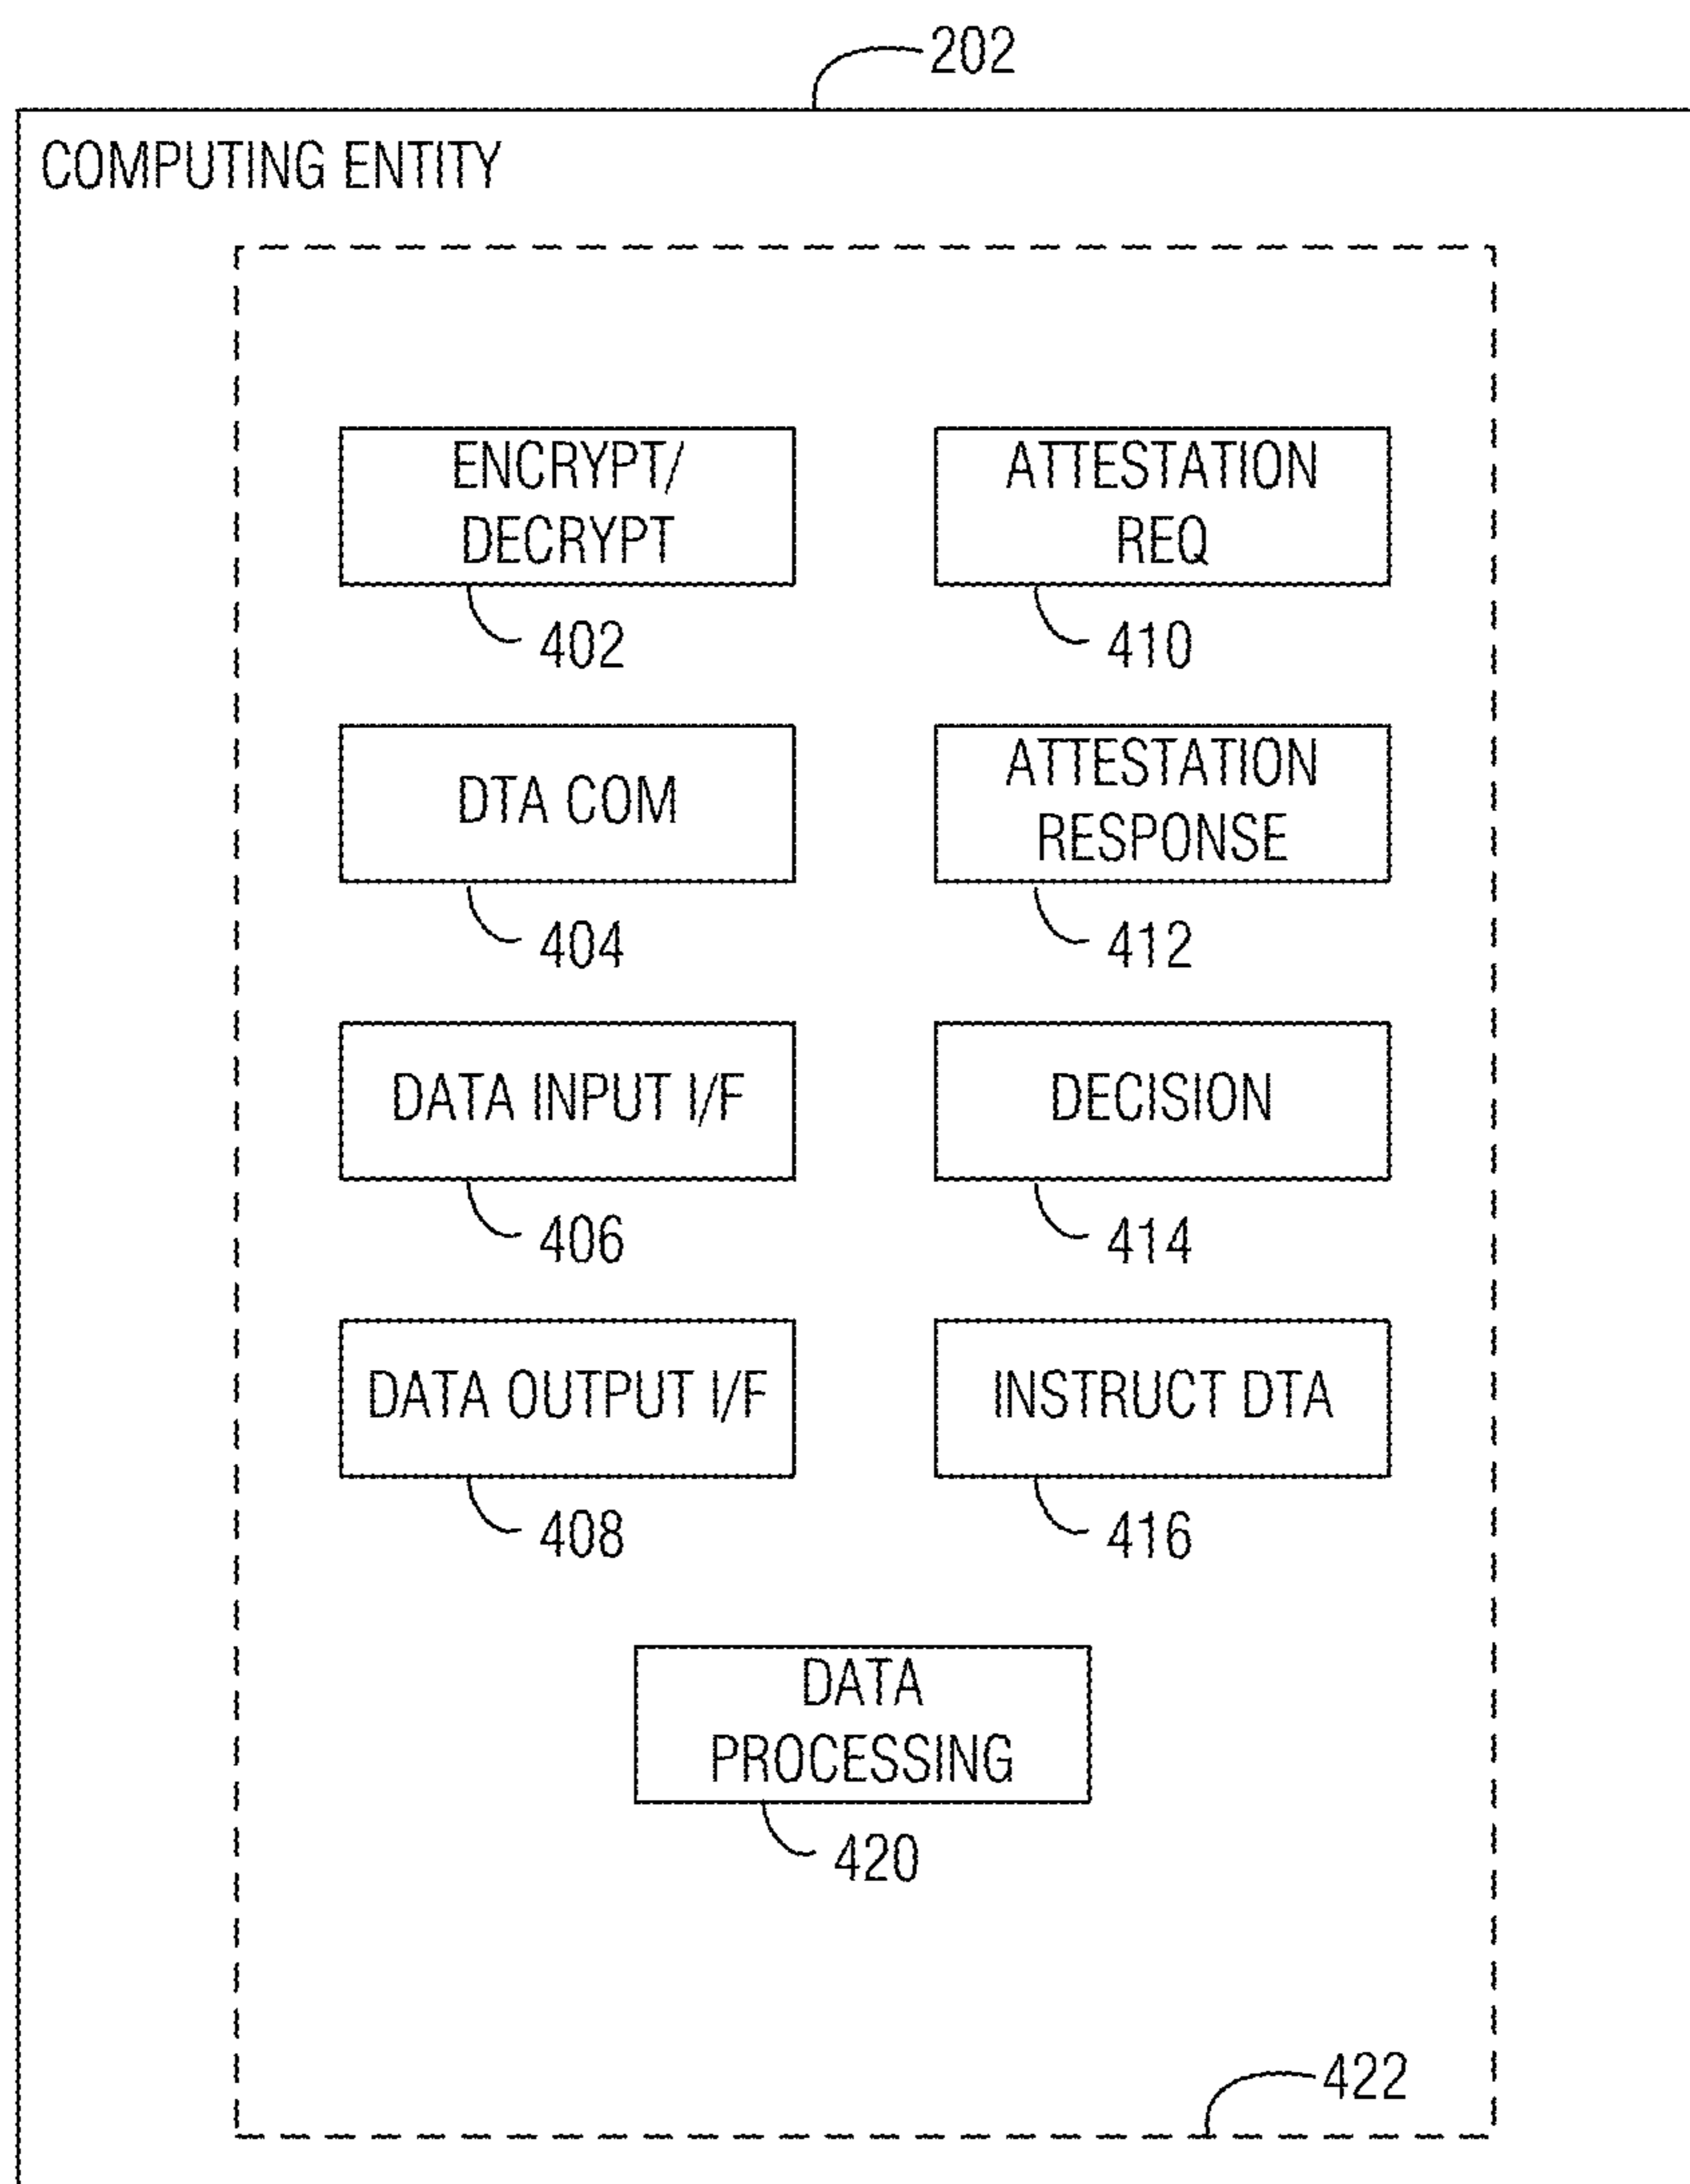 202
COMPUTING ENTITY
ENCRYPT/
DECRYPT
402
ATTESTATION
REQ
410
DTA COM
404
ATTESTATION
RESPONSE
412
DATA INPUT I/F
406
DECISION
414
DATA OUTPUT I/F
408
INSTRUCT DTA
416
DATA
PROCESSING
420
422